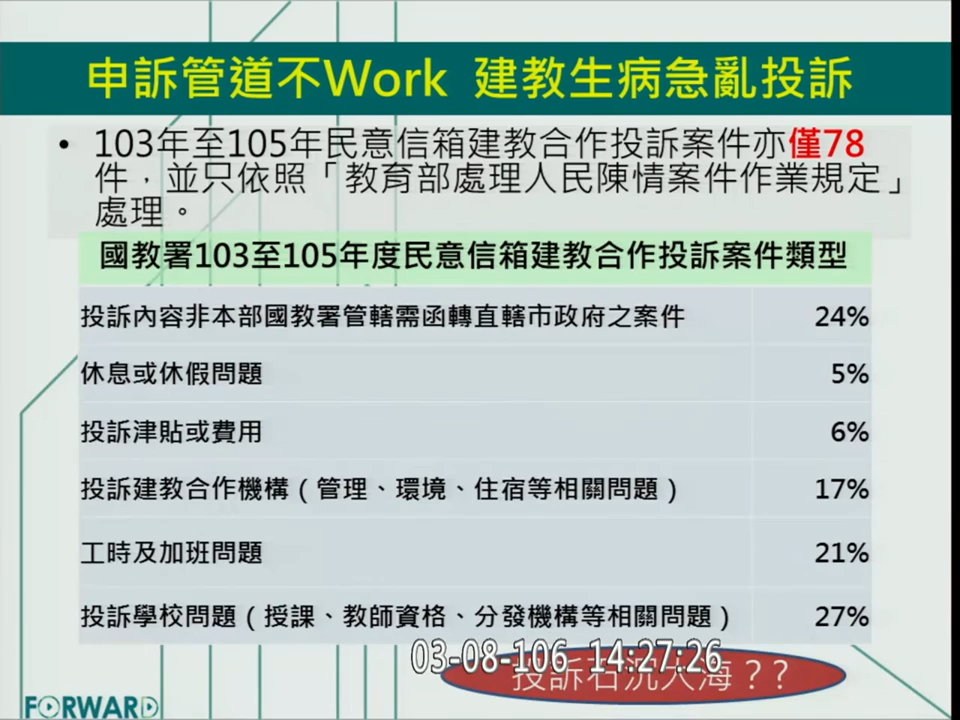 申訴管道不Work 建教生病急亂投訴
• 103年至105年民意信箱建教合作投訴案件亦僅78
件，並只依照「教育部處理人民陳情案件作業規定」
處理。
國教署103至105年度民意信箱建教合作投訴案件類型
投訴內容非本部國教署管轄需函轉直轄市政府之案件 24%
休息或休假問題 5%
投訴津貼或費用 6%
投訴建教合作機構（管理、環境、住宿等相關問題） 17%
工時及加班問題 21%
投訴學校問題（授課、教師資格、分發機構等相關問題） 27%
03-08-106 14:27:26
投訴石沉大海？？
FORWARD